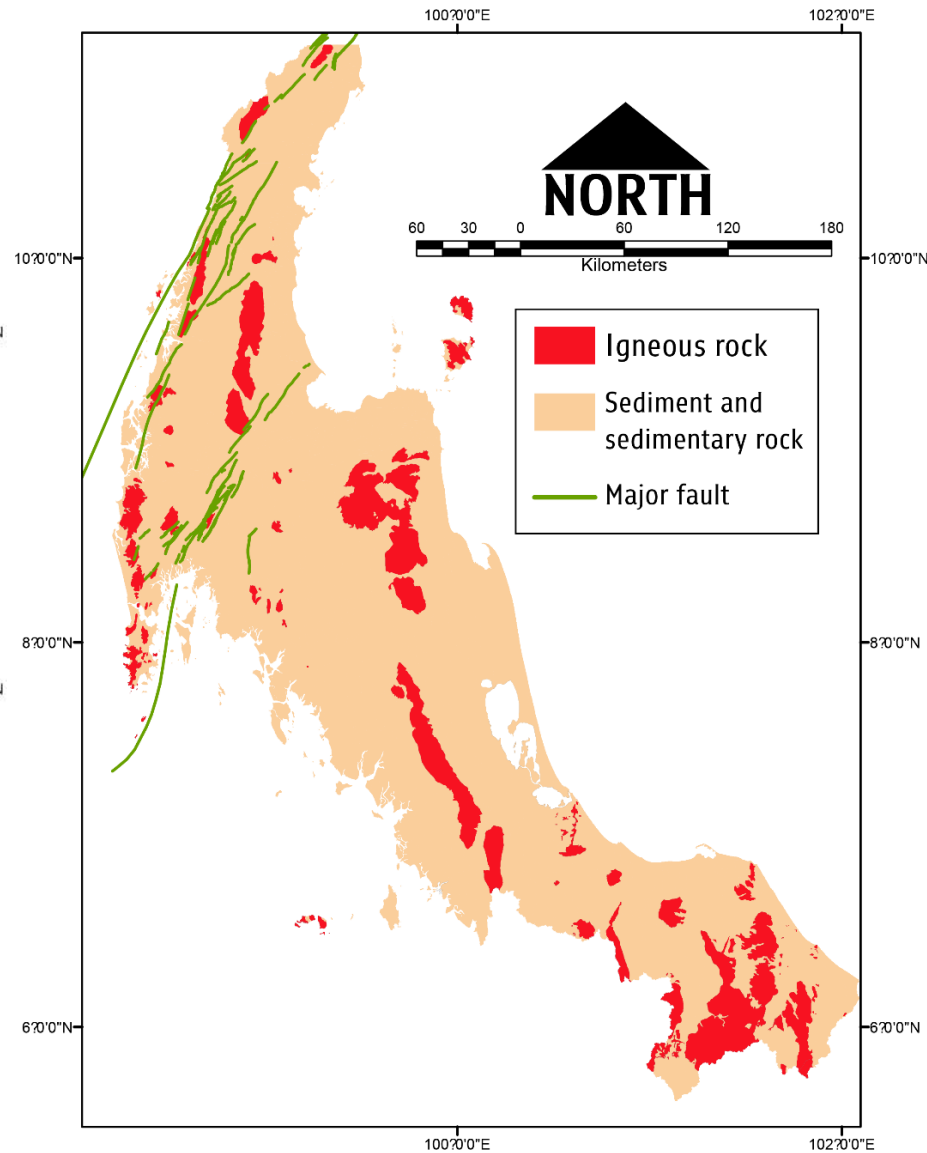 100?0'0"E 102?0'0"E
NORTH
60 30 0 60 120 180
Kilometers
10?0'0"N 10?0'0"N
Igneous rock
Sediment and
sedimentary rock
Major fault
8?0'0"N 8?0'0"N
6?0'0"N 6?0'0"N
100?0'0"E 102?0'0"E